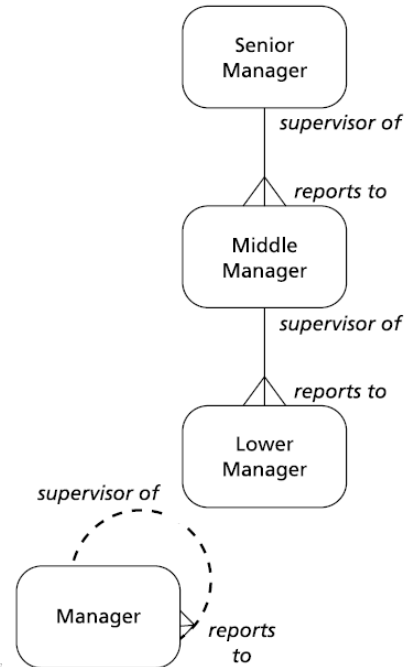 Senior
Manager
supervisor of
reports to
Middle
Manager
supervisor of
reports to
Lower
Manager
supervisor of
Manager
reports
to